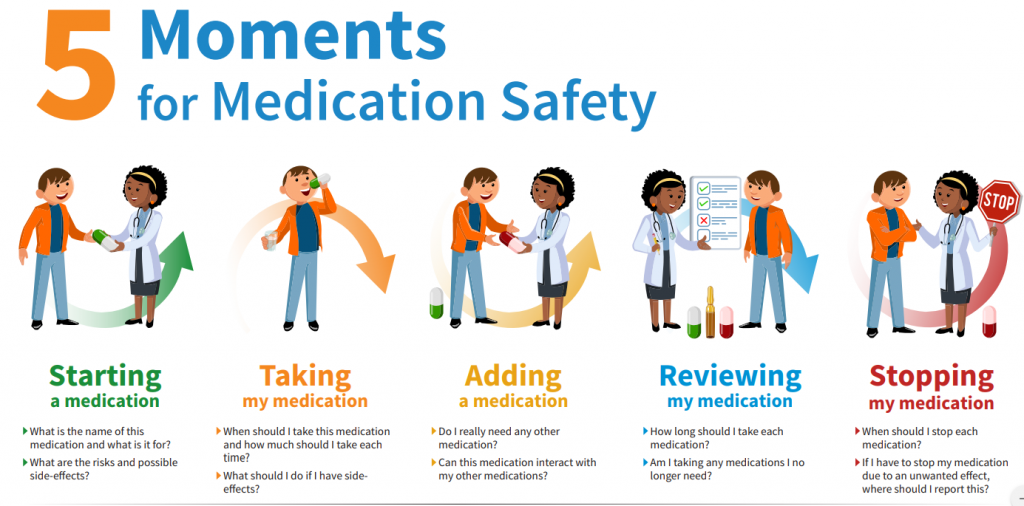 5 Moments
for Medication Safety
STOP
Starting
a medication
What is the name of this
medication and what is it for?
What are the risks and possible
side-effects?
Taking
my medication
When should I take this medication
and how much should I take each
time?
What should I do if I have side-
effects?
Adding
a medication
Do I really need any other
medication?
Can this medication interact with
my other medications?
Reviewing
my medication
How long should I take each
medication?
Am I taking any medications I no
longer need?
Stopping
my medication
When should I stop each
medication?
If I have to stop my medication
due to an unwanted effect,
where should I report this?